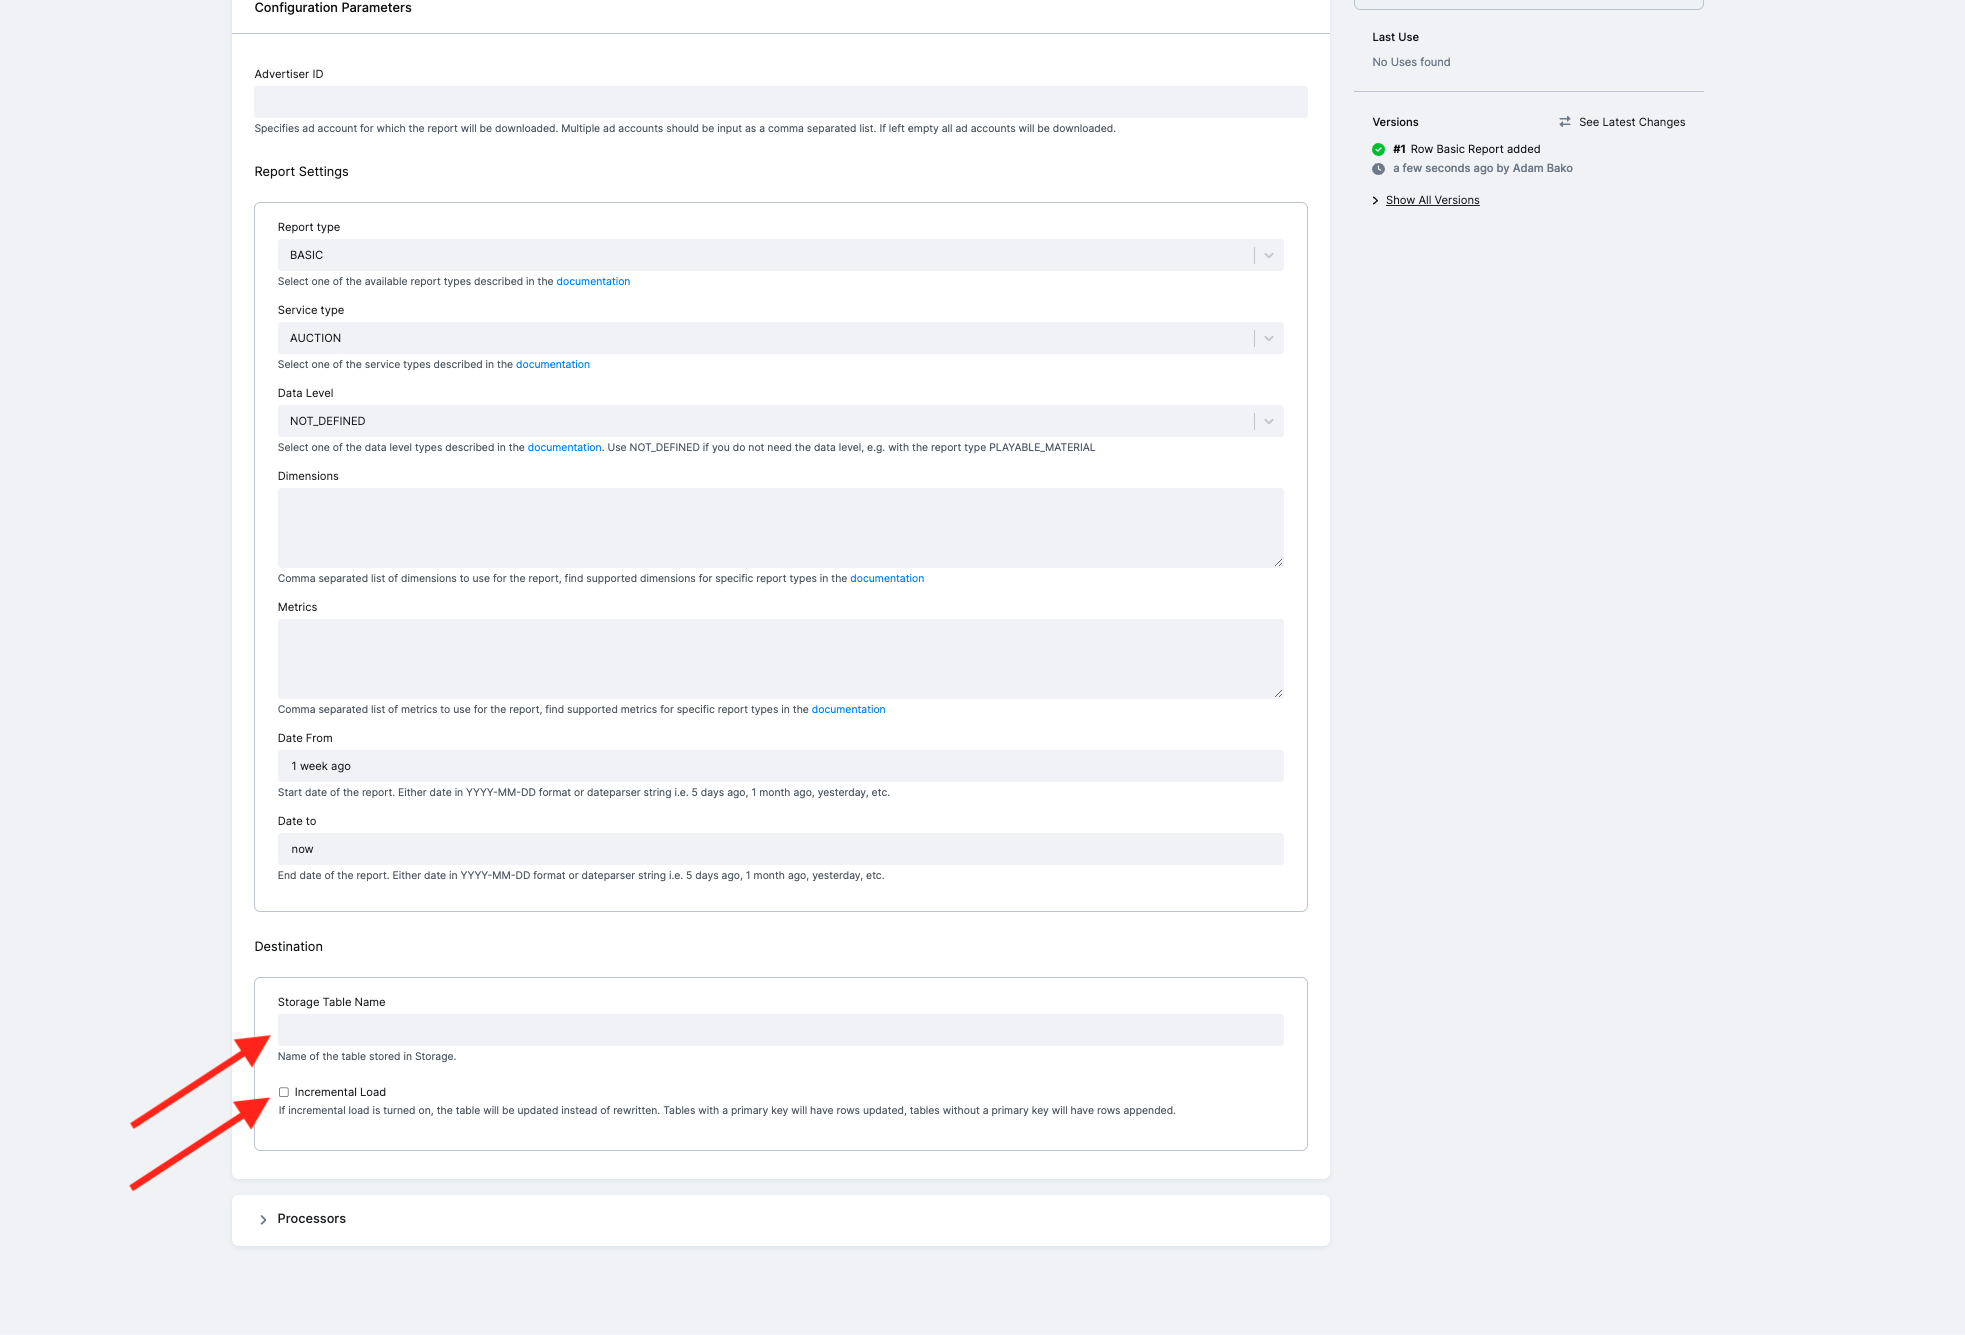 Configuration Parameters
Advertiser ID
Specifies ad account for which the report will be downloaded. Multiple ad accounts should be input as a comma separated list. If left empty all ad accounts will be downloaded.
Report Settings
Report type
BASIC
Select one of the available report types described in the documentation
Service type
AUCTION
Select one of the service types described in the documentation
Data Level
NOT_DEFINED
Select one of the data level types described in the documentation. Use NOT_DEFINED if you do not need the data level, e.g. with the report type PLAYABLE_MATERIAL
Dimensions
Comma separated list of dimensions to use for the report, find supported dimensions for specific report types in the documentation
Metrics
Comma separated list of metrics to use for the report, find supported metrics for specific report types in the documentation
Date From
1 week ago
Start date of the report. Either date in YYYY-MM-DD format or dateparser string i.e. 5 days ago, 1 month ago, yesterday, etc.
Date to
now
End date of the report. Either date in YYYY-MM-DD format or dateparser string i.e. 5 days ago, 1 month ago, yesterday, etc.
Destination
Storage Table Name
Name of the table stored in Storage.
Incremental Load
If incremental load is turned on, the table will be updated instead of rewritten. Tables with a primary key will have rows updated, tables without a primary key will have rows appended.
Processors
Last Use
No Uses found
Versions
See Latest Changes
#1 Row Basic Report added
a few seconds ago by Adam Bako
Show All Versions